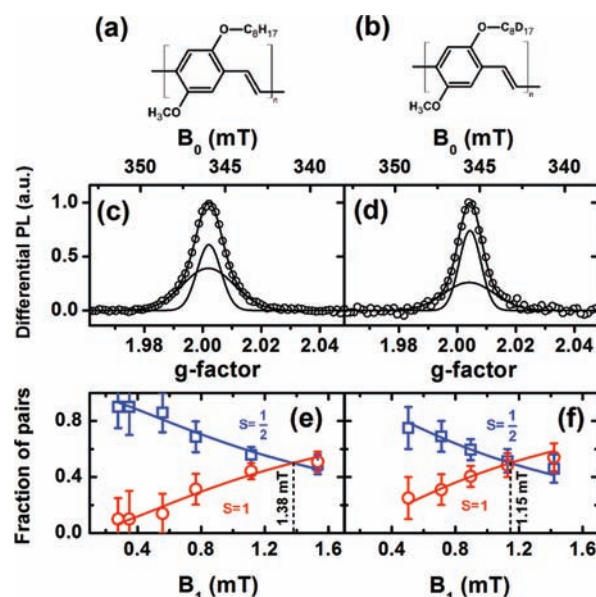 (a)
O—C₈H₁₇
H₃CO
n
(b)
O—C₈D₁₇
H₃CO
n
B₀ (mT)
B₀ (mT)
350 345 340
350 345 340
Differential PL (a.u.)
1.0
0.5
0.0
(c)
(d)
1.98 2.00 2.02 2.04
1.98 2.00 2.02 2.04
g-factor
g-factor
Fraction of pairs
0.8
0.4
0.0
(e)
S=1/2
S=1
1.38 mT
(f)
S=1/2
S=1
1.15 mT
0.4 0.8 1.2 1.6
0.4 0.8 1.2 1.6
B₁ (mT)
B₁ (mT)